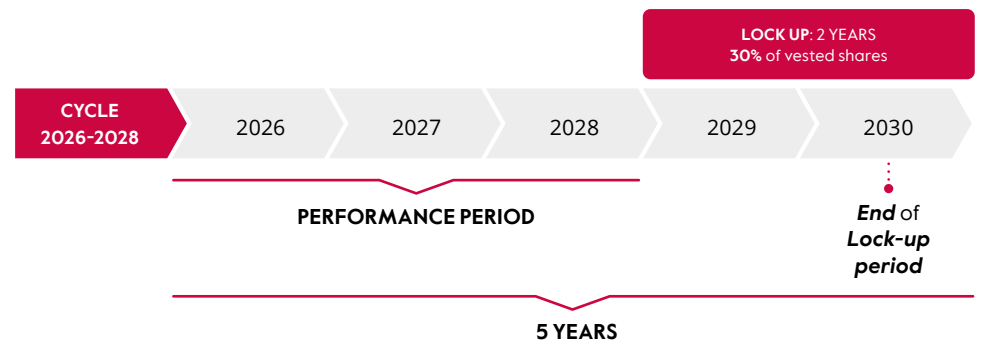 LOCK UP: 2 YEARS
30% of vested shares
CYCLE
2026-2028
2026
2027
2028
2029
2030
PERFORMANCE PERIOD
End of
Lock-up
period
5 YEARS